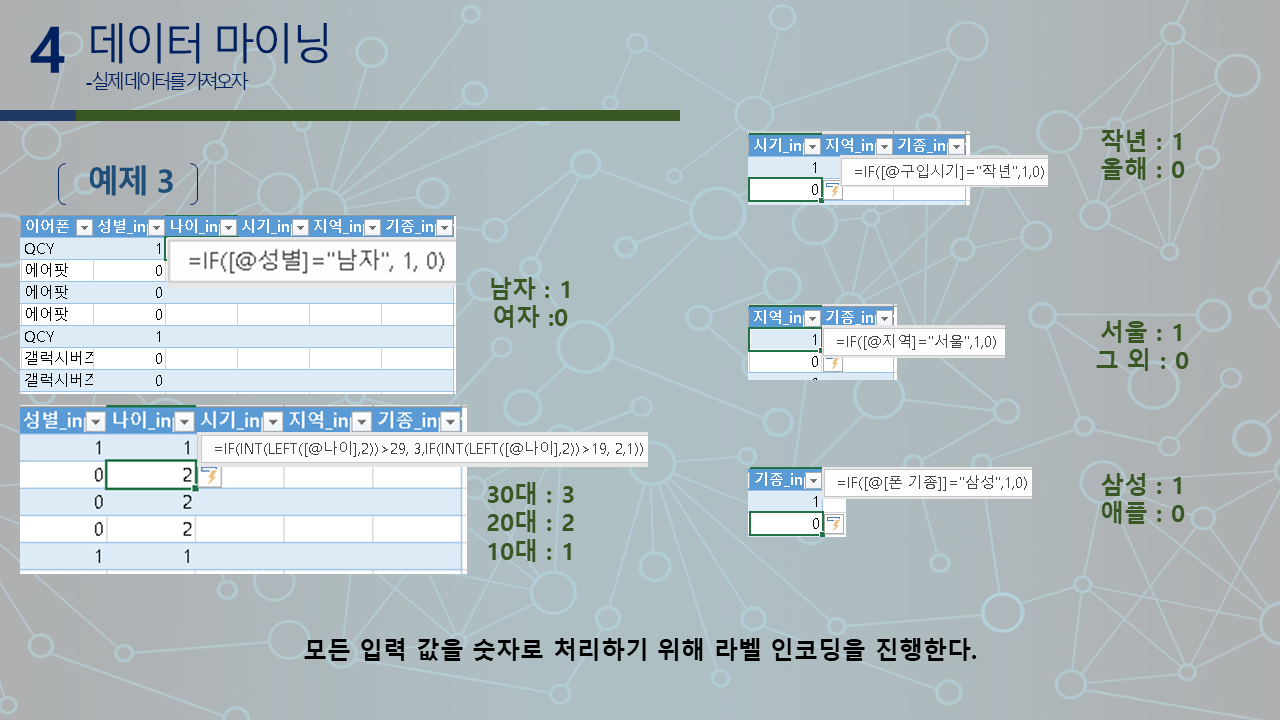 4 데이터 마이닝
-실제 데이터를 가져오자
예제 3
이어폰 성별_in 나이_in 시기_in 지역_in 기종_in
QCY 1
=IF([@성별]="남자", 1, 0)
에어팟 0
에어팟 0
에어팟 0
QCY 1
갤럭시버즈 0
갤럭시버즈 0
남자 : 1
여자 :0
성별_in 나이_in 시기_in 지역_in 기종_in
1 1
=IF(INT(LEFT([@나이],2))>29, 3,IF(INT(LEFT([@나이],2))>19, 2,1))
0 2
0 2
0 2
1 1
30대 : 3
20대 : 2
10대 : 1
시기_in 지역_in 기종_in
1
=IF([@구입시기]="작년",1,0)
0
작년 : 1
올해 : 0
지역_in 기종_in
1
=IF([@지역]="서울",1,0)
0
서울 : 1
그 외 : 0
기종_in
=IF([@[폰 기종]]="삼성",1,0)
1
0
삼성 : 1
애플 : 0
모든 입력 값을 숫자로 처리하기 위해 라벨 인코딩을 진행한다.